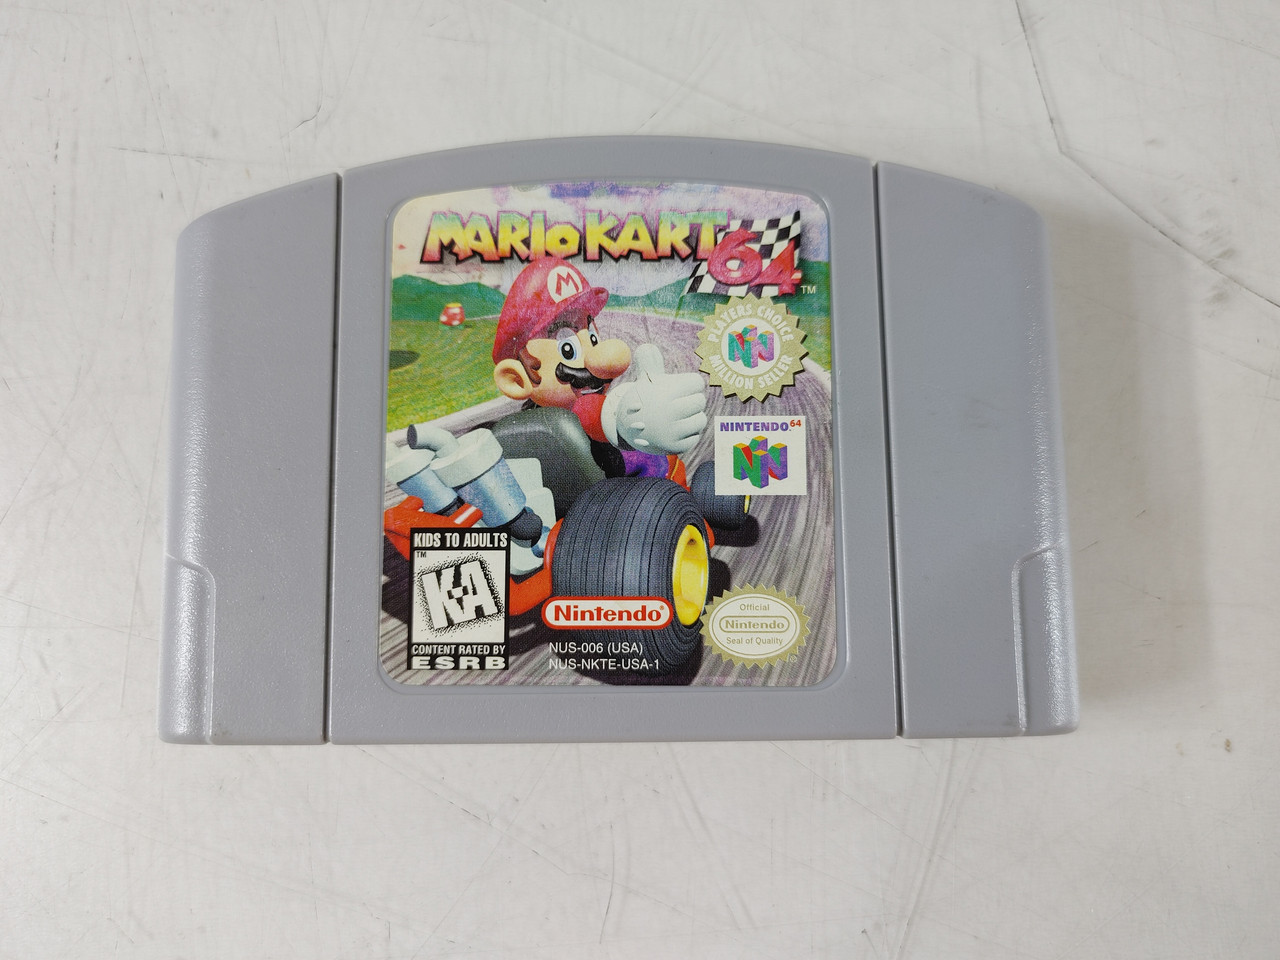 MARIO KART 64 TM
M
PLAYERS CHOICE
MILLION SELLER
NINTENDO 64
KIDS TO ADULTS
TM
K-A
CONTENT RATED BY
ESRB
Nintendo®
NUS-006 (USA)
NUS-NKTE-USA-1
Official
Nintendo
Seal of Quality
®